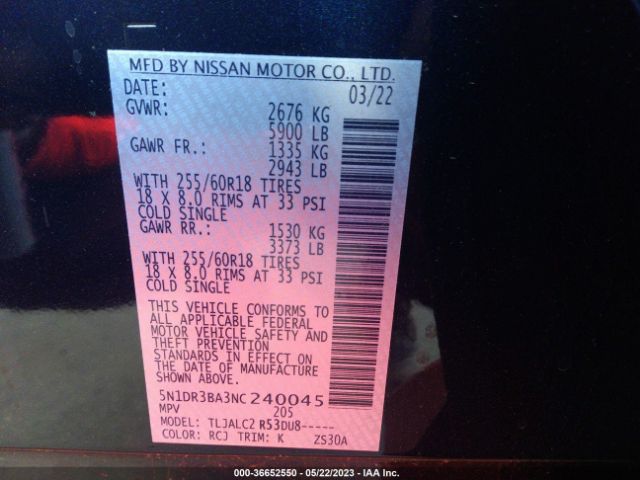 MFD BY NISSAN MOTOR CO., LTD.
DATE: 03/22
GVWR: 2676 KG
5900 LB
GAWR FR.: 1335 KG
2943 LB
WITH 255/60R18 TIRES
18 X 8.0 RIMS AT 33 PSI
COLD SINGLE
GAWR RR.: 1530 KG
3373 LB
WITH 255/60R18 TIRES
18 X 8.0 RIMS AT 33 PSI
COLD SINGLE
THIS VEHICLE CONFORMS TO
ALL APPLICABLE FEDERAL
MOTOR VEHICLE SAFETY AND
THEFT PREVENTION
STANDARDS IN EFFECT ON
THE DATE OF MANUFACTURE
SHOWN ABOVE.
5N1DR3BA3NC240045
MPV 205
MODEL: TLJALC2 R53DU8-----
COLOR: RCJ TRIM: K ZS30A
000-36652550 - 05/22/2023 - IAA Inc.